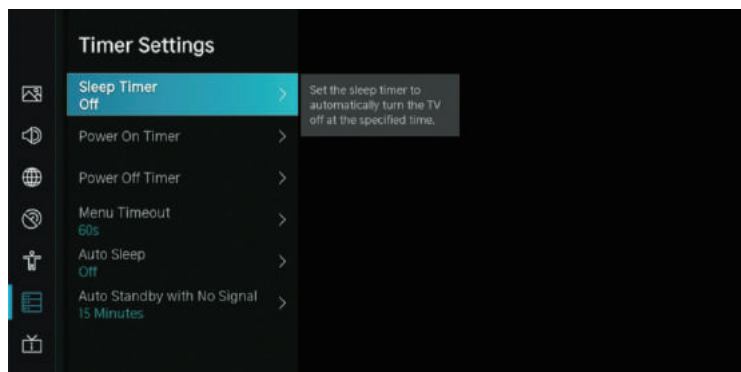 Timer Settings
Sleep Timer
Off
Set the sleep timer to
automatically turn the TV
off at the specified time.
Power On Timer
Power Off Timer
Menu Timeout
60s
Auto Sleep
Off
Auto Standby with No Signal
15 Minutes